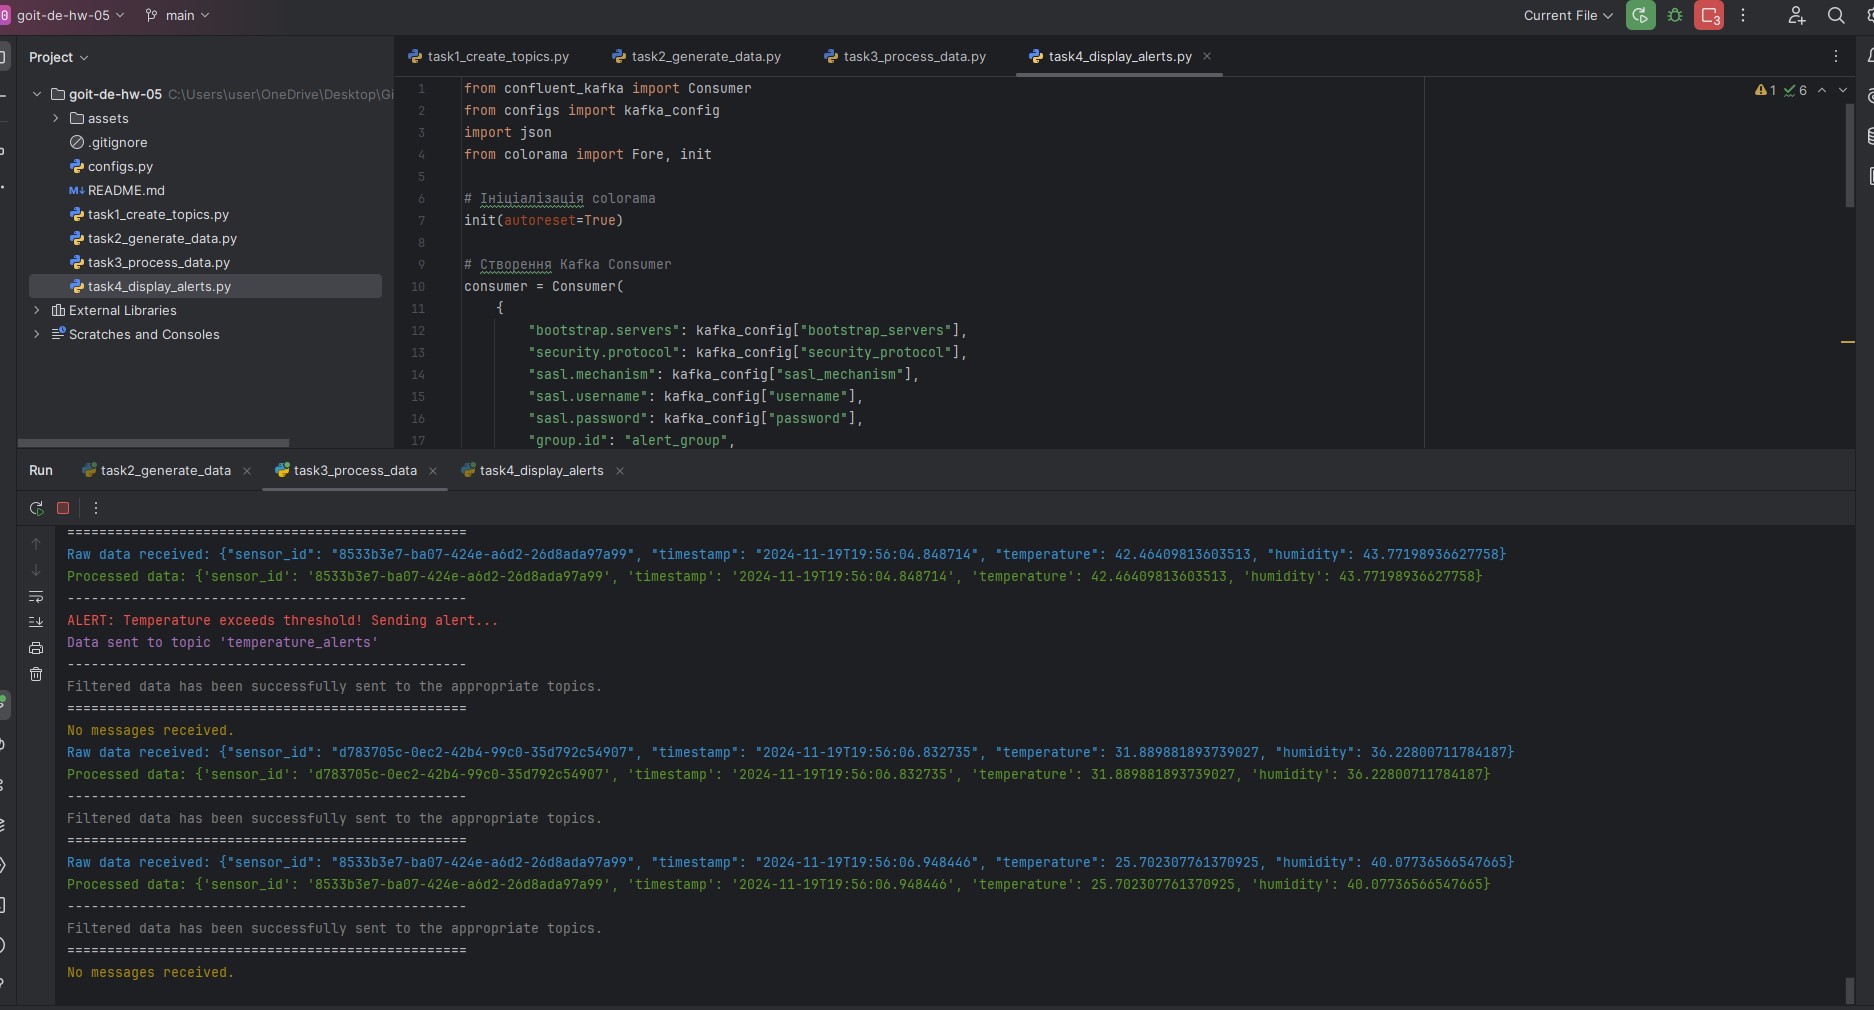 goit-de-hw-05 main Current File 3
Project
task1_create_topics.py task2_generate_data.py task3_process_data.py task4_display_alerts.py
goit-de-hw-05 C:\Users\user\OneDrive\Desktop\Gi
assets
.gitignore
configs.py
M↓ README.md
task1_create_topics.py
task2_generate_data.py
task3_process_data.py
task4_display_alerts.py
External Libraries
Scratches and Consoles
1 from confluent_kafka import Consumer
2 from configs import kafka_config
3 import json
4 from colorama import Fore, init
5
6 # Ініціалізація colorama
7 init(autoreset=True)
8
9 # Створення Kafka Consumer
10 consumer = Consumer(
11 {
12 "bootstrap.servers": kafka_config["bootstrap_servers"],
13 "security.protocol": kafka_config["security_protocol"],
14 "sasl.mechanism": kafka_config["sasl_mechanism"],
15 "sasl.username": kafka_config["username"],
16 "sasl.password": kafka_config["password"],
17 "group.id": "alert_group",
1 6
Run task2_generate_data task3_process_data task4_display_alerts
==================================================
Raw data received: {"sensor_id": "8533b3e7-ba07-424e-a6d2-26d8ada97a99", "timestamp": "2024-11-19T19:56:04.848714", "temperature": 42.46409813603513, "humidity": 43.77198936627758}
Processed data: {'sensor_id': '8533b3e7-ba07-424e-a6d2-26d8ada97a99', 'timestamp': '2024-11-19T19:56:04.848714', 'temperature': 42.46409813603513, 'humidity': 43.77198936627758}
--------------------------------------------------
ALERT: Temperature exceeds threshold! Sending alert...
Data sent to topic 'temperature_alerts'
--------------------------------------------------
Filtered data has been successfully sent to the appropriate topics.
==================================================
No messages received.
Raw data received: {"sensor_id": "d783705c-0ec2-42b4-99c0-35d792c54907", "timestamp": "2024-11-19T19:56:06.832735", "temperature": 31.889881893739027, "humidity": 36.22800711784187}
Processed data: {'sensor_id': 'd783705c-0ec2-42b4-99c0-35d792c54907', 'timestamp': '2024-11-19T19:56:06.832735', 'temperature': 31.889881893739027, 'humidity': 36.22800711784187}
--------------------------------------------------
Filtered data has been successfully sent to the appropriate topics.
==================================================
Raw data received: {"sensor_id": "8533b3e7-ba07-424e-a6d2-26d8ada97a99", "timestamp": "2024-11-19T19:56:06.948446", "temperature": 25.702307761370925, "humidity": 40.07736566547665}
Processed data: {'sensor_id': '8533b3e7-ba07-424e-a6d2-26d8ada97a99', 'timestamp': '2024-11-19T19:56:06.948446', 'temperature': 25.702307761370925, 'humidity': 40.07736566547665}
--------------------------------------------------
Filtered data has been successfully sent to the appropriate topics.
==================================================
No messages received.